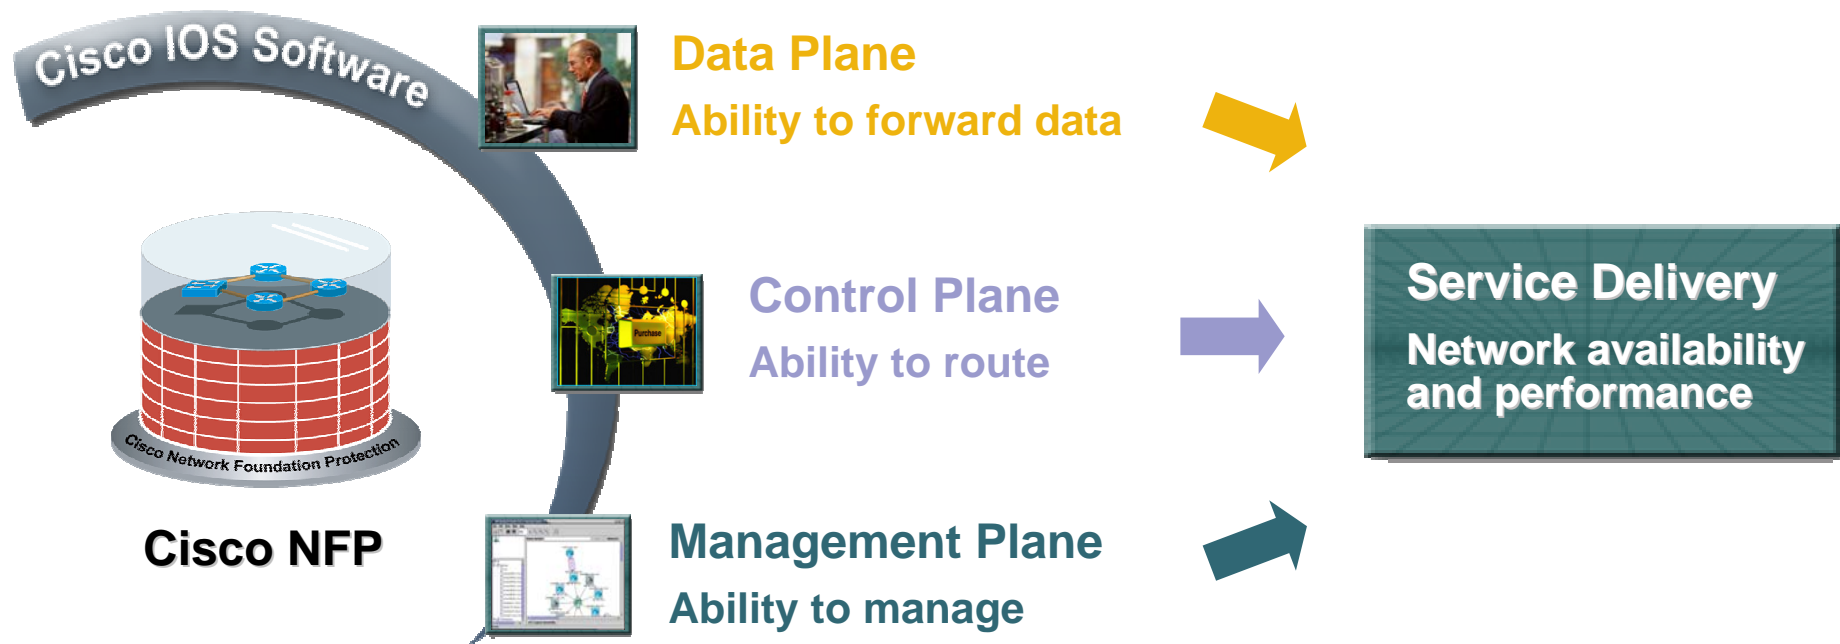 Cisco IOS Software
Data Plane
Ability to forward data
Control Plane
Ability to route
Purchase
Service Delivery
Network availability
and performance
Cisco Network Foundation Protection
Cisco NFP
Management Plane
Ability to manage